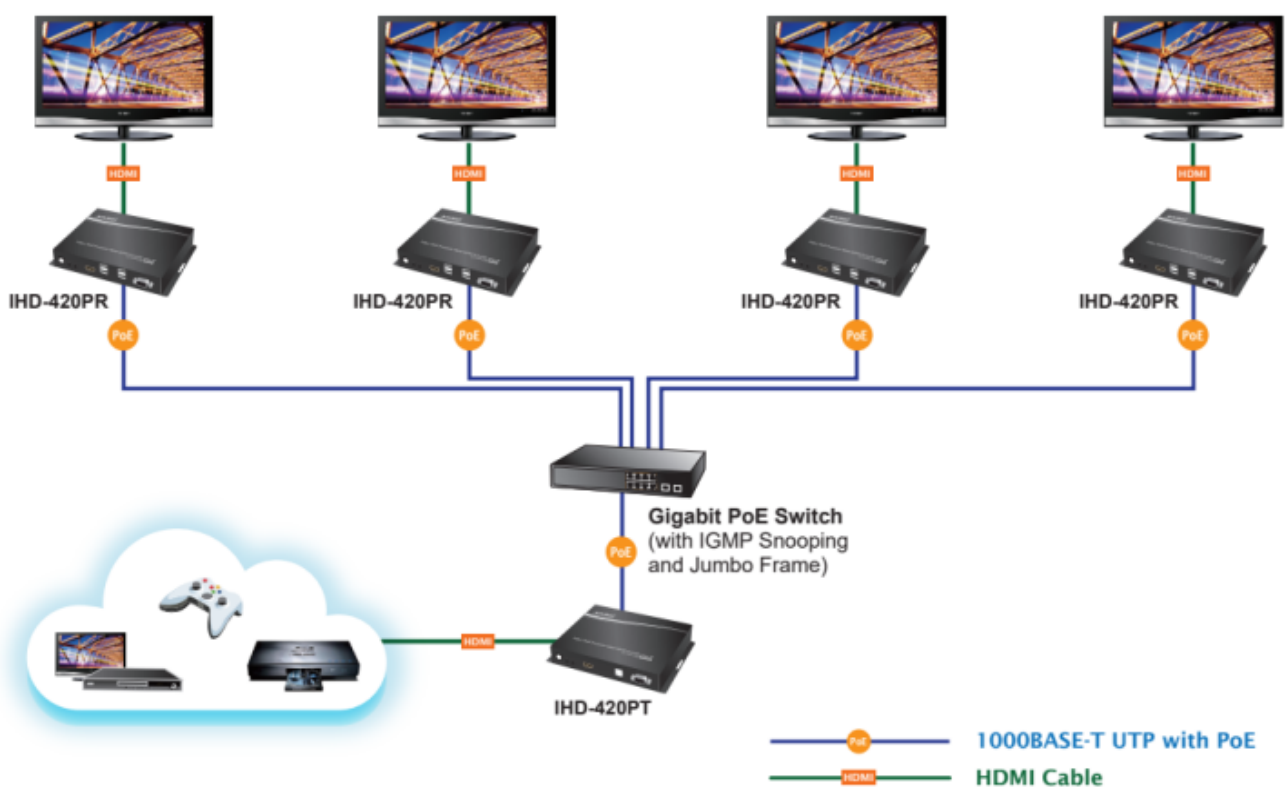 HDMI
HDMI
HDMI
HDMI
IHD-420PR
IHD-420PR
IHD-420PR
IHD-420PR
PoE
PoE
PoE
PoE
Gigabit PoE Switch
(with IGMP Snooping
and Jumbo Frame)
PoE
HDMI
IHD-420PT
PoE
1000BASE-T UTP with PoE
HDMI
HDMI Cable